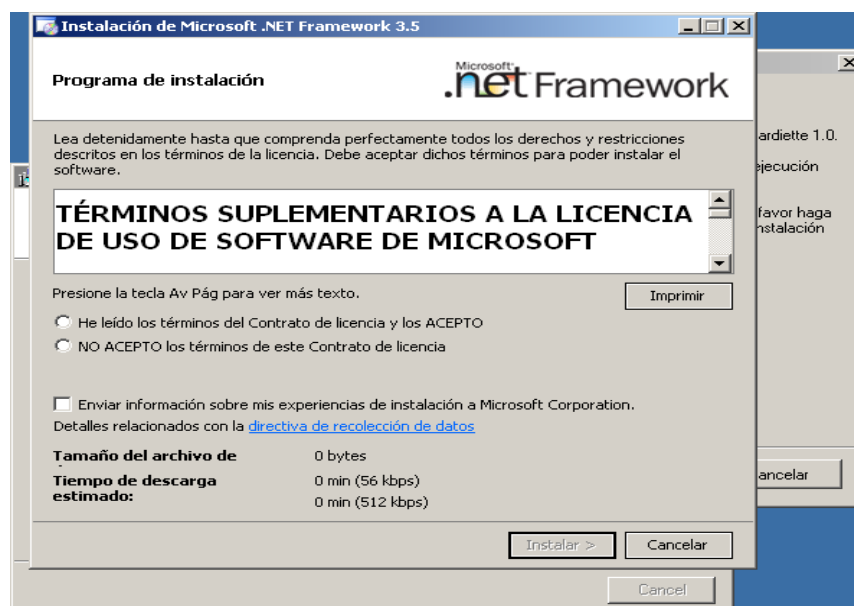 Instalación de Microsoft .NET Framework 3.5
Programa de instalación
Microsoft
.net Framework
Lea detenidamente hasta que comprenda perfectamente todos los derechos y restricciones
descritos en los términos de la licencia. Debe aceptar dichos términos para poder instalar el
software.
TÉRMINOS SUPLEMENTARIOS A LA LICENCIA
DE USO DE SOFTWARE DE MICROSOFT
Presione la tecla Av Pág para ver más texto.
Imprimir
He leído los términos del Contrato de licencia y los ACEPTO
NO ACEPTO los términos de este Contrato de licencia
Enviar información sobre mis experiencias de instalación a Microsoft Corporation.
Detalles relacionados con la directiva de recolección de datos
Tamaño del archivo de
0 bytes
Tiempo de descarga
estimado:
0 min (56 kbps)
0 min (512 kbps)
Instalar >
Cancelar
ardiette 1.0.
ejecución
favor haga
nstalación
ancelar
Cancel